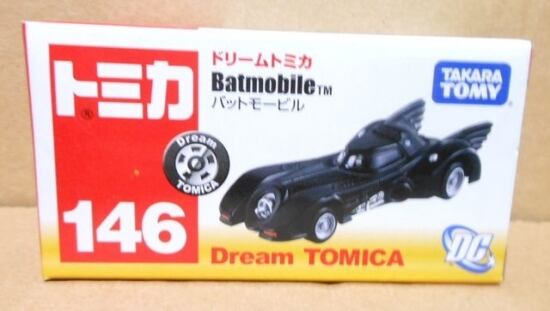 トミカ
®
ドリームトミカ
Batmobile™
バットモービル
TAKARA
TOMY
Dream
TOMICA
146
Dream TOMICA
DC